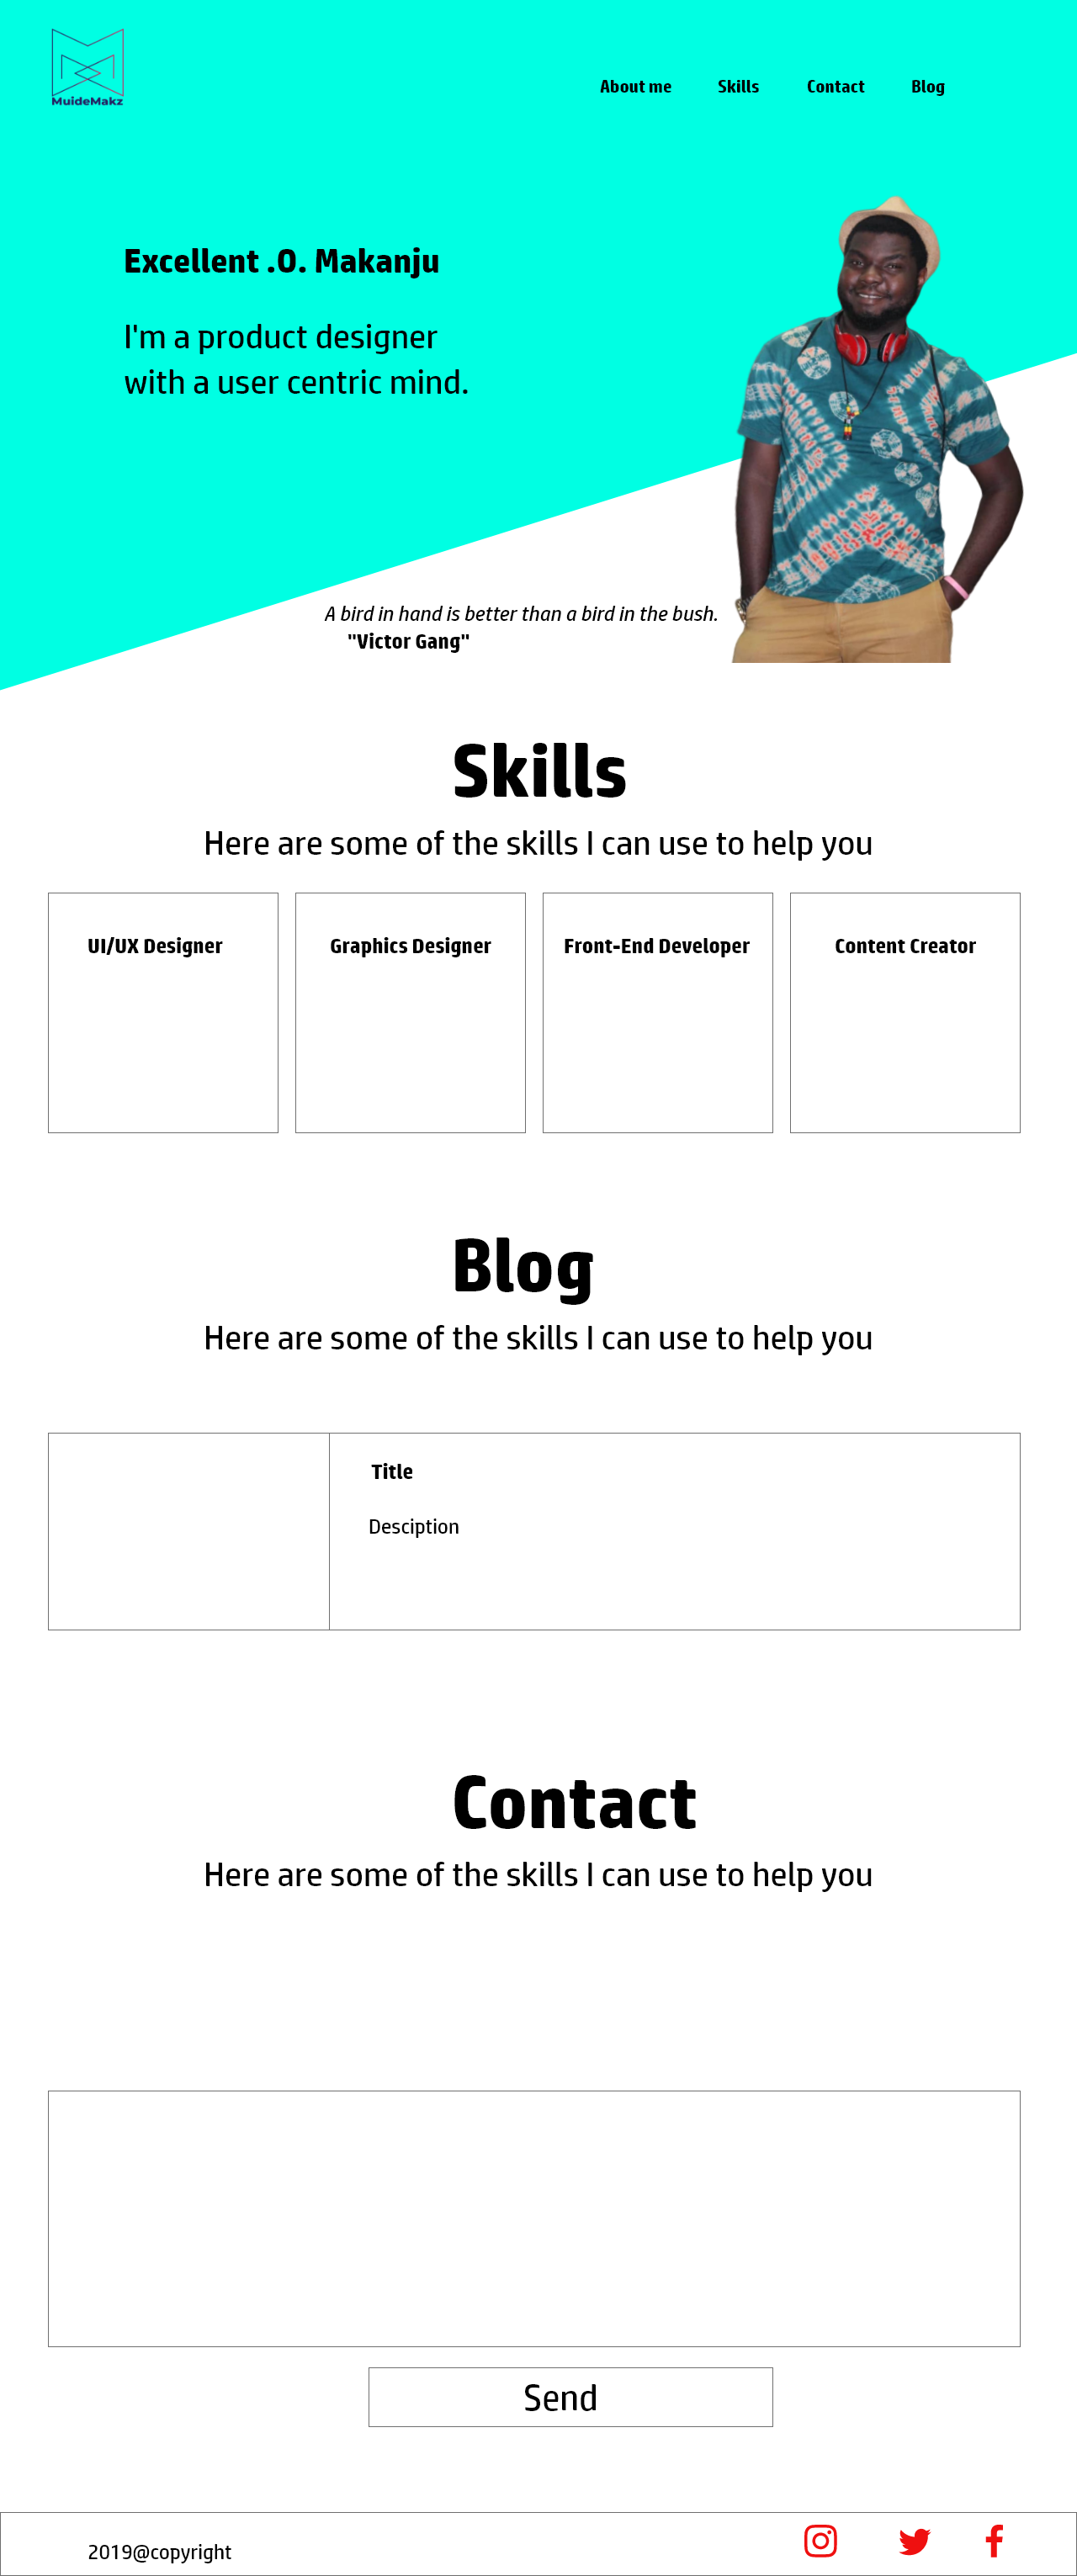 MuideMakz
About me Skills Contact Blog
Excellent .O. Makanju
I'm a product designer
with a user centric mind.
A bird in hand is better than a bird in the bush.
"Victor Gang"
Skills
Here are some of the skills I can use to help you
UI/UX Designer Graphics Designer Front-End Developer Content Creator
Blog
Here are some of the skills I can use to help you
Title
Desciption
Contact
Here are some of the skills I can use to help you
Send
2019@copyright